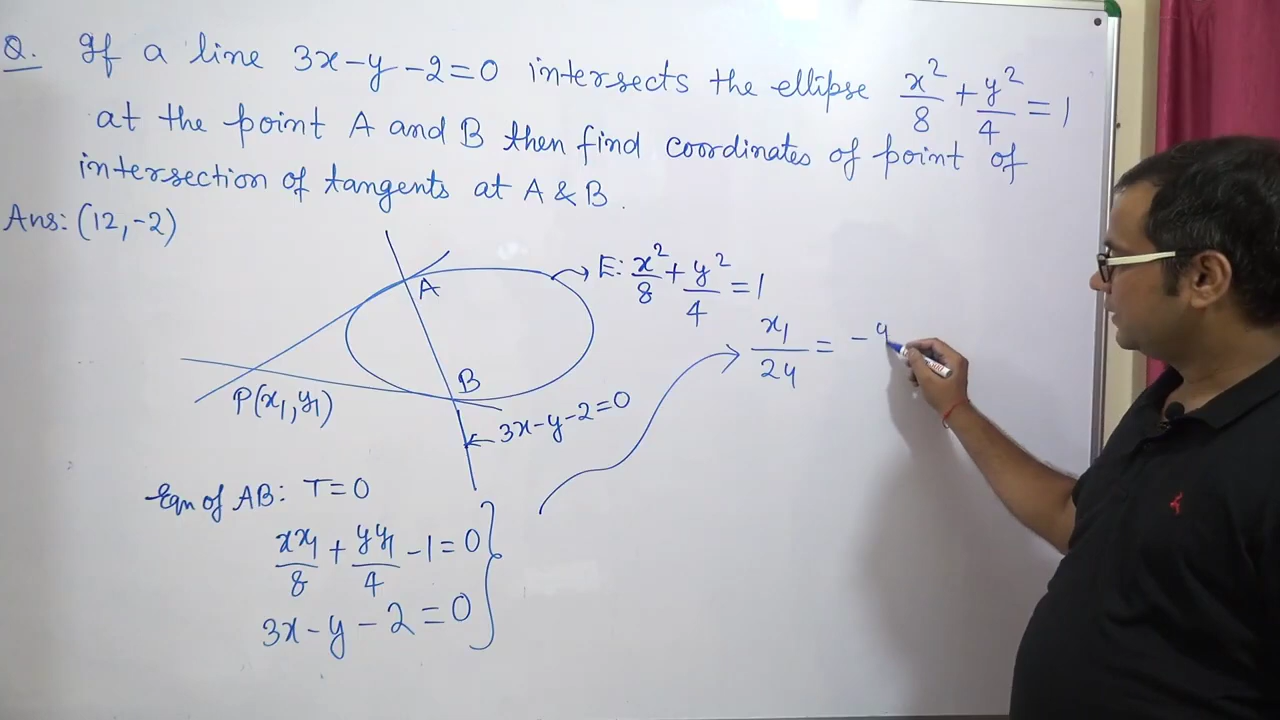 Q. If a line 3x-y-2=0 intersects the ellipse x²/8 + y²/4 = 1
at the point A and B then find coordinates of point of
intersection of tangents at A & B.
Ans: (12,-2)
E: x²/8 + y²/4 = 1
A
B
P(x₁,y₁)
3x-y-2=0
x₁/24 = -y
Eqn of AB: T=0
xx₁/8 + yy₁/4 -1=0
3x-y-2=0